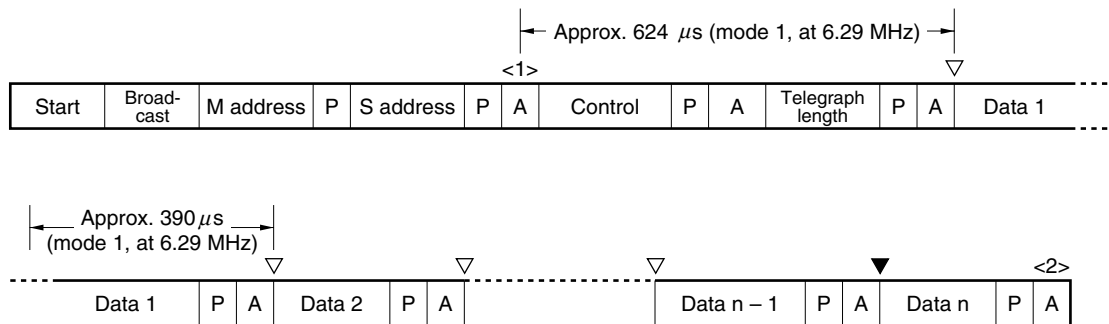 Approx. 624 μs (mode 1, at 6.29 MHz)
<1>
Start Broad-cast M address P S address P A Control P A Telegraph length P A Data 1
Approx. 390 μs
(mode 1, at 6.29 MHz)
<2>
Data 1 P A Data 2 P A Data n – 1 P A Data n P A